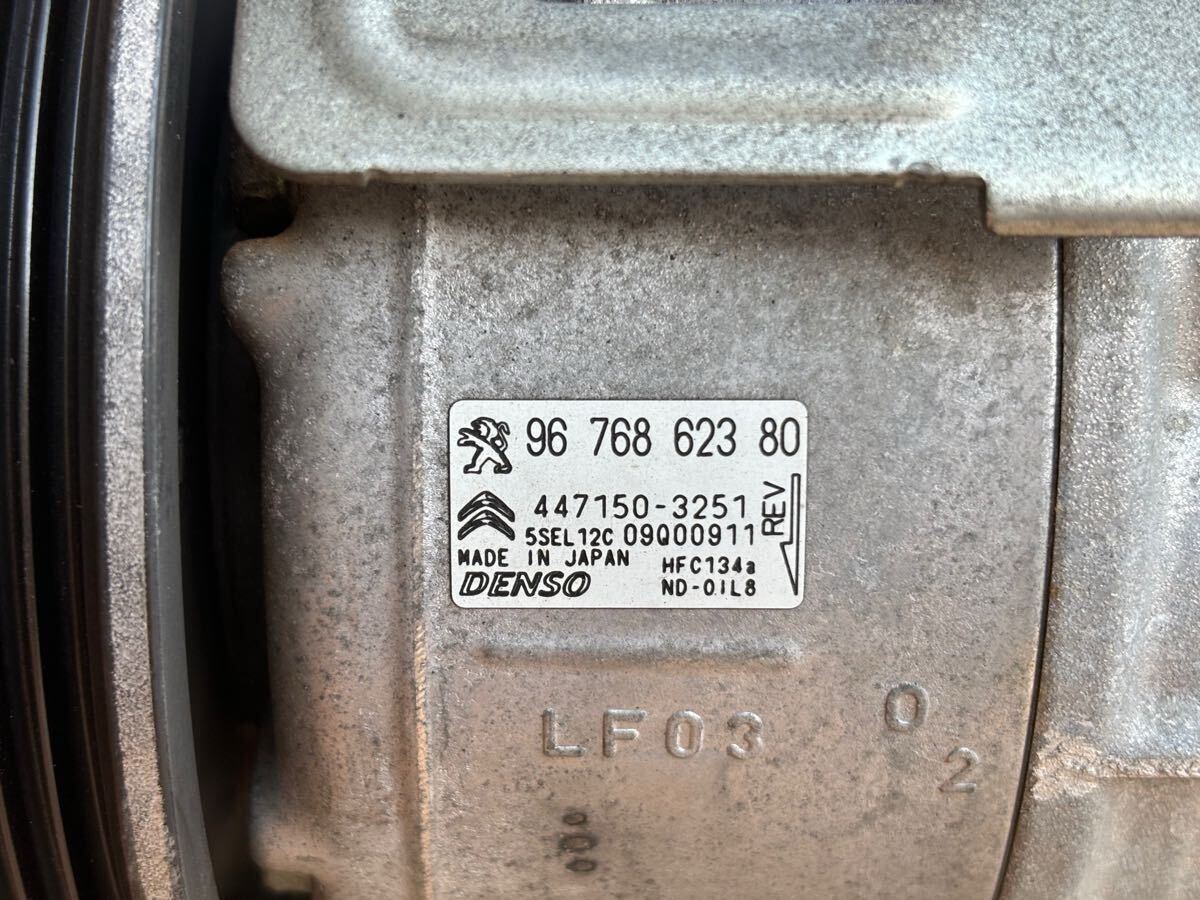 96 768 623 80
447150-3251
5SEL12C 09Q00911
REV
MADE IN JAPAN
HFC134a
DENSO
ND-OIL8
LF03
0
2